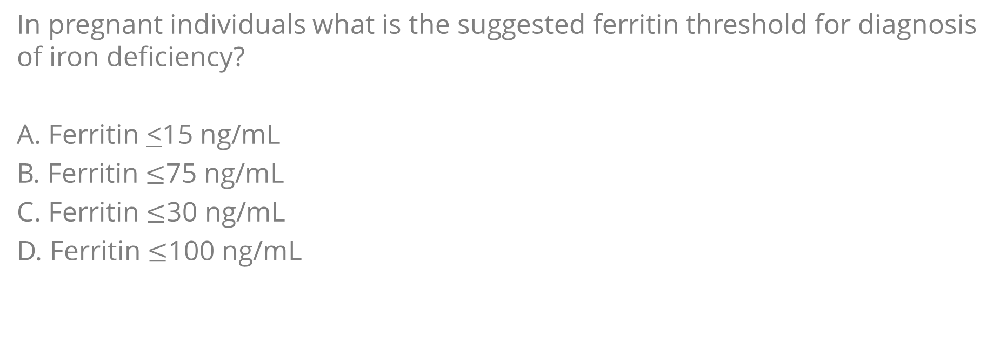 In pregnant individuals what is the suggested ferritin threshold for diagnosis
of iron deficiency?
A. Ferritin <15 ng/mL
B. Ferritin ≤75 ng/mL
C. Ferritin ≤30 ng/mL
D. Ferritin ≤100 ng/mL